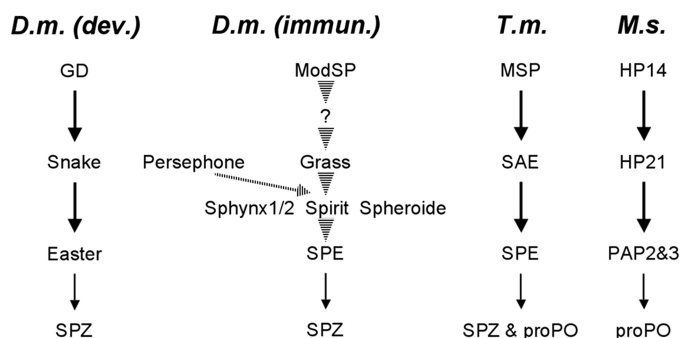 D.m. (dev.) D.m. (immun.) T.m. M.s.
GD ModSP MSP HP14
?
Snake Persephone Grass SAE HP21
Sphynx1/2 Spirit Spheroide
Easter SPE SPE PAP2&3
SPZ SPZ SPZ & proPO proPO